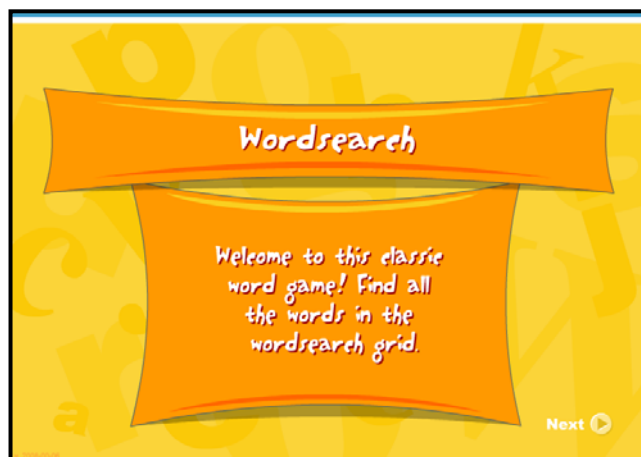 Wordsearch
Welcome to this classic
word game! Find all
the words in the
wordsearch grid.
Next